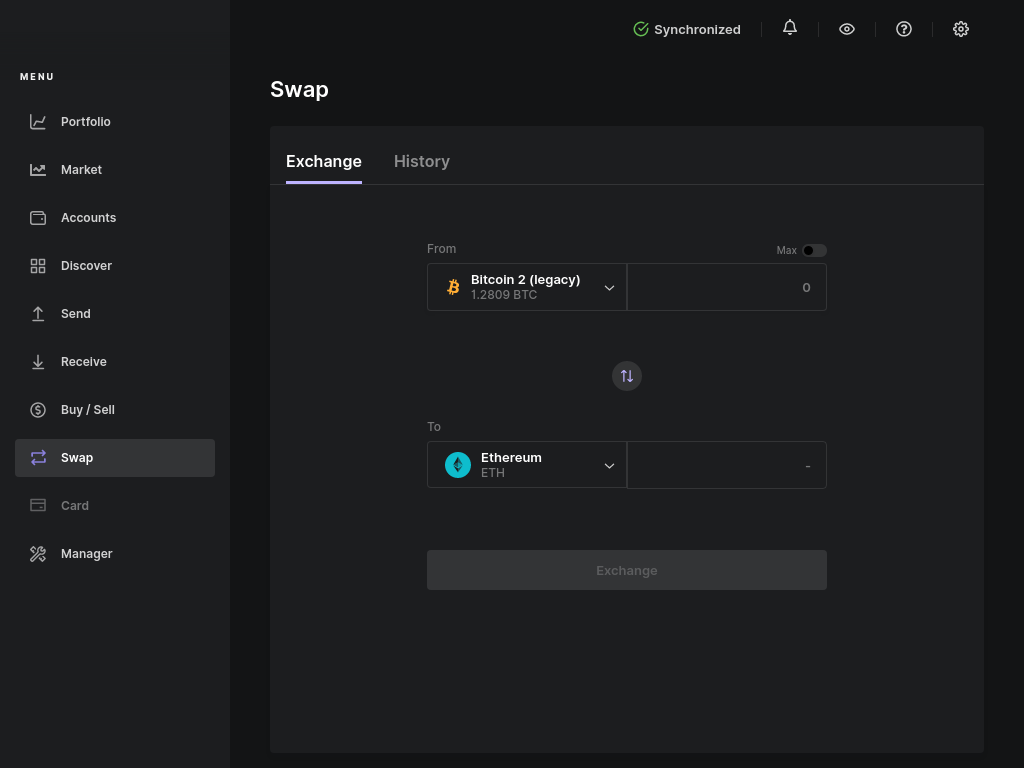 Synchronized
MENU
Portfolio
Market
Accounts
Discover
Send
Receive
Buy / Sell
Swap
Card
Manager
Swap
Exchange
History
From
Max
Bitcoin 2 (legacy)
1.2809 BTC
0
To
Ethereum
ETH
-
Exchange